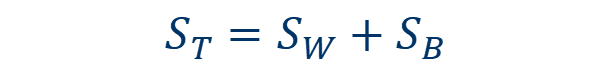 S_T = S_W + S_B